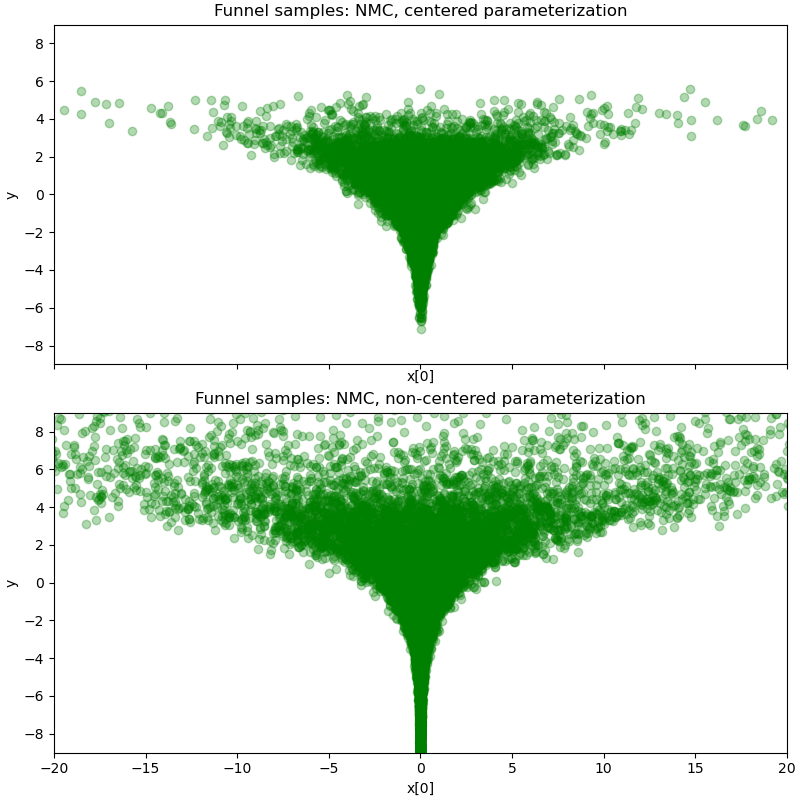 Funnel samples: NMC, centered parameterization
8
6
4
2
0
−2
−4
−6
−8
y
x[0]
Funnel samples: NMC, non-centered parameterization
8
6
4
2
0
−2
−4
−6
−8
y
−20 −15 −10 −5 0 5 10 15 20
x[0]